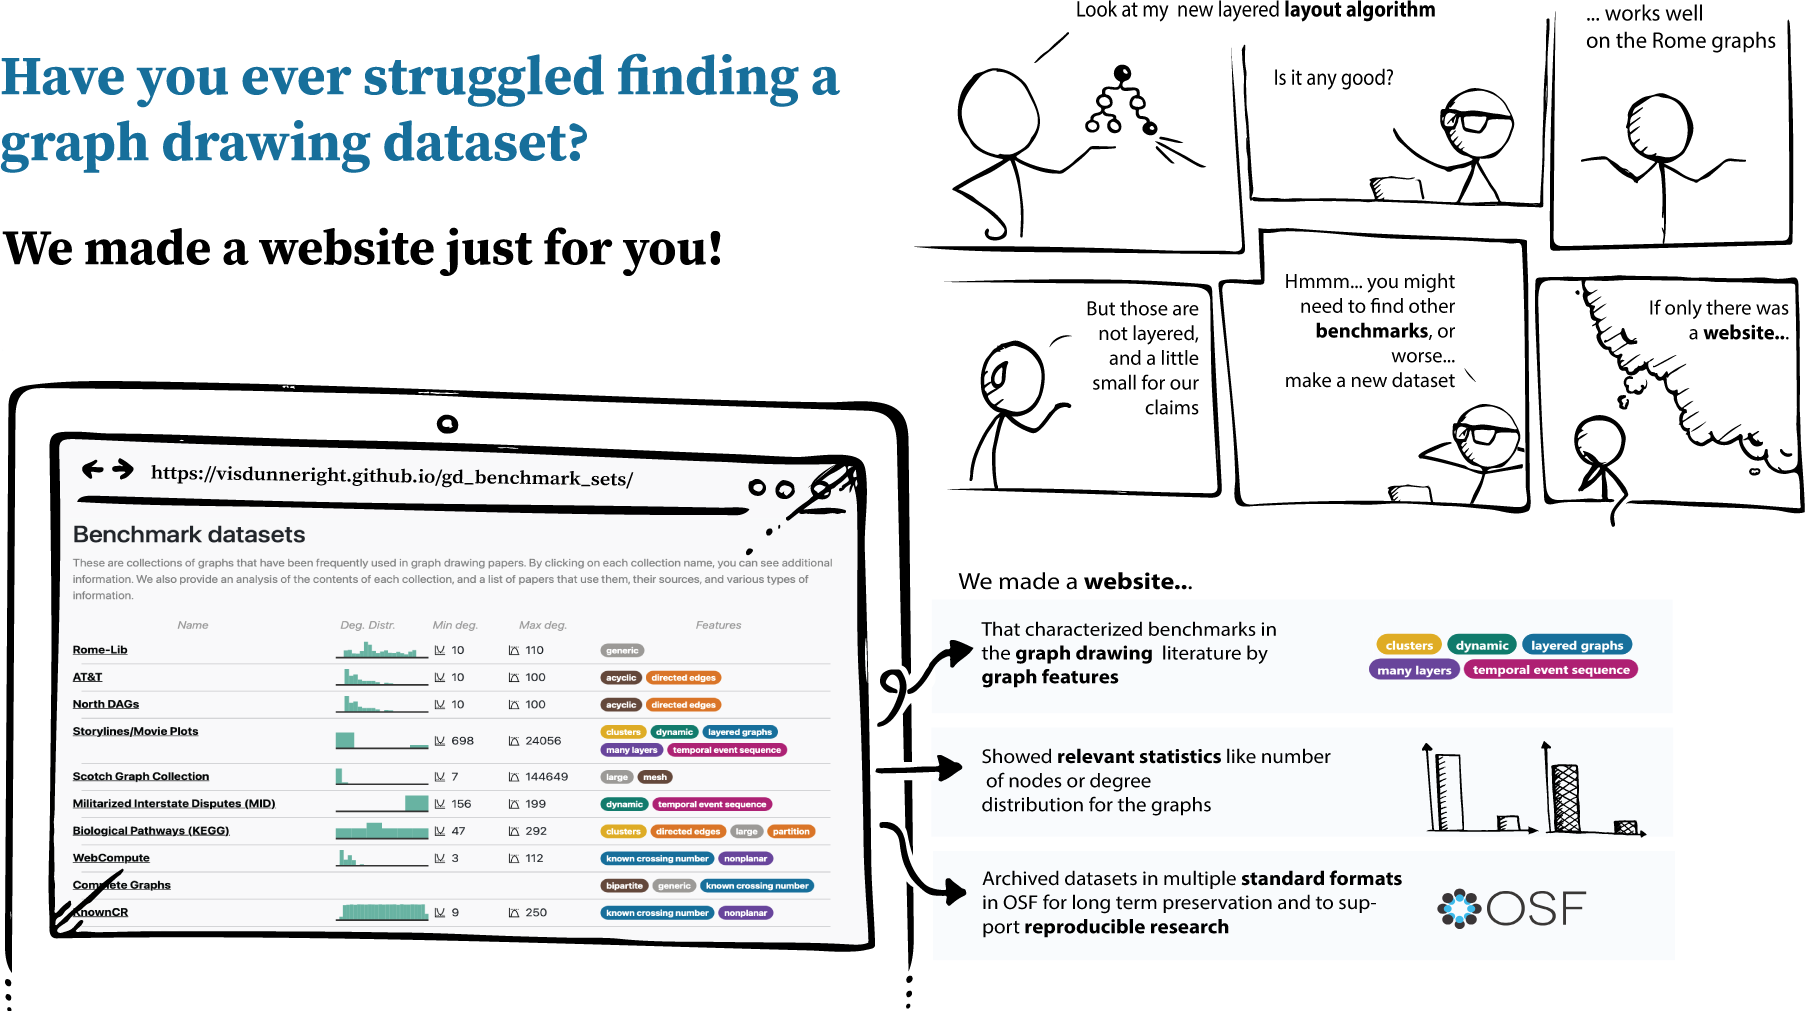 Have you ever struggled finding a
graph drawing dataset?
We made a website just for you!
Look at my new layered layout algorithm
Is it any good?
... works well
on the Rome graphs
But those are
not layered,
and a little
small for our
claims
Hmmm... you might
need to find other
benchmarks, or
worse...
make a new dataset
If only there was
a website...
https://visdunneright.github.io/gd_benchmark_sets/
Benchmark datasets
These are collections of graphs that have been frequently used in graph drawing papers. By clicking on each collection name, you can see additional
information. We also provide an analysis of the contents of each collection, and a list of papers that use them, their sources, and various types of
information.
Name Deg. Distr. Min deg. Max deg. Features
Rome-Lib 10 110 generic
AT&T 10 100 acyclic directed edges
North DAGs 10 100 acyclic directed edges
Storylines/Movie Plots 698 24056 clusters dynamic layered graphs
many layers temporal event sequence
Scotch Graph Collection 7 144649 large mesh
Militarized Interstate Disputes (MID) 156 199 dynamic temporal event sequence
Biological Pathways (KEGG) 47 292 clusters directed edges large partition
WebCompute 3 112 known crossing number nonplanar
Complete Graphs bipartite generic known crossing number
KnownCR 9 250 known crossing number nonplanar
We made a website...
That characterized benchmarks in
the graph drawing literature by
graph features
clusters dynamic layered graphs
many layers temporal event sequence
Showed relevant statistics like number
of nodes or degree
distribution for the graphs
Archived datasets in multiple standard formats
in OSF for long term preservation and to sup-
port reproducible research
OSF